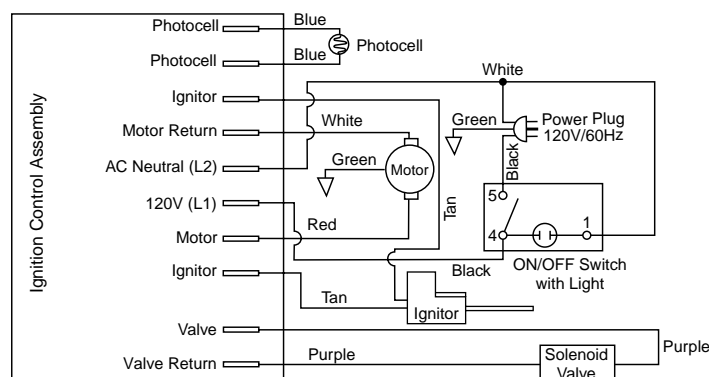 Ignition Control Assembly
Photocell
Photocell
Ignitor
Motor Return
AC Neutral (L2)
120V (L1)
Motor
Ignitor
Valve
Valve Return
Blue
Blue
Photocell
White
Green
Motor
Red
Tan
Tan
Ignitor
White
Green
Power Plug
120V/60Hz
Black
5
4
1
ON/OFF Switch
with Light
Black
Purple
Purple
Solenoid
Valve